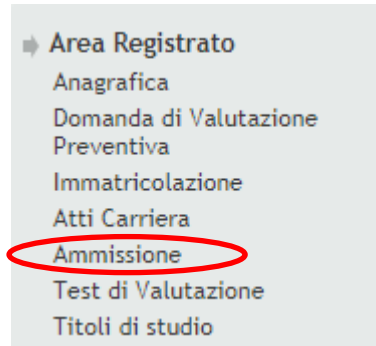 Area Registrato
Anagrafica
Domanda di Valutazione
Preventiva
Immatricolazione
Atti Carriera
Ammissione
Test di Valutazione
Titoli di studio